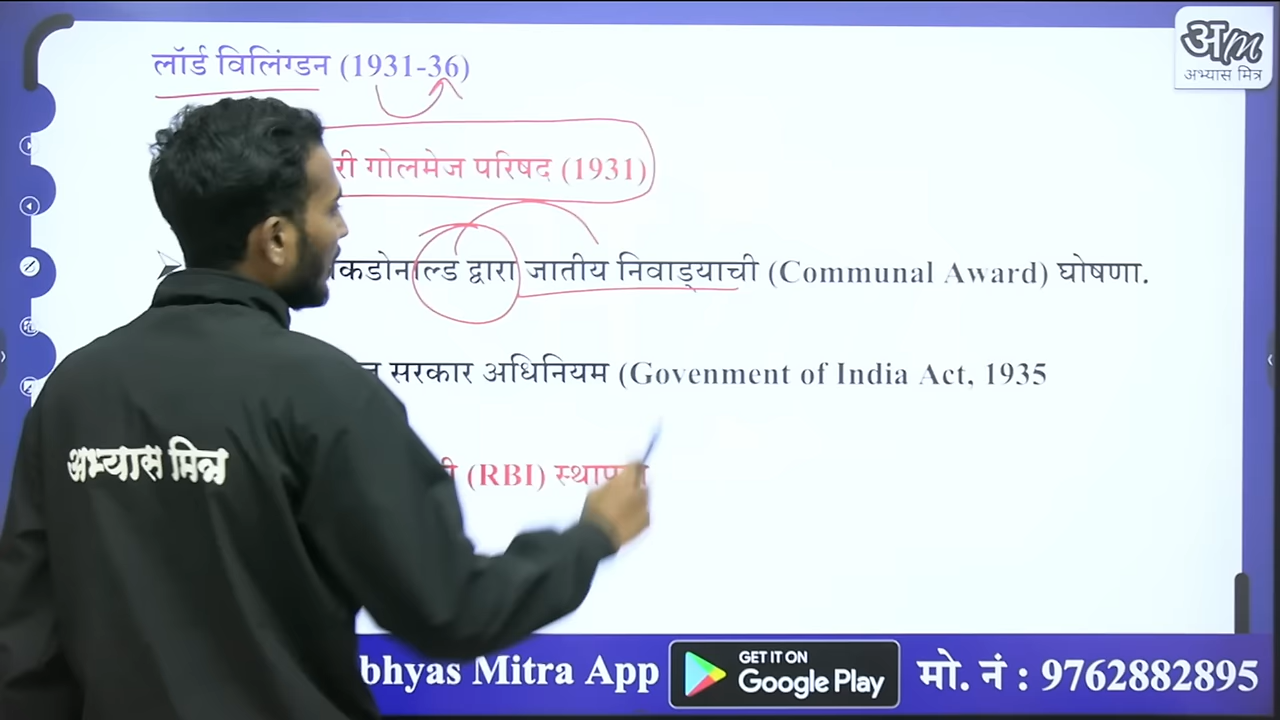 लॉर्ड विलिंग्डन (1931-36)
अm
अभ्यास मित्र
री गोलमेज परिषद (1931)
कडोनाल्ड द्वारा जातीय निवाड्याची (Communal Award) घोषणा.
सरकार अधिनियम (Govenment of India Act, 1935
(RBI)
अभ्यास मित्र
bhyas Mitra App
GET IT ON
Google Play
मो. नं : 9762882895